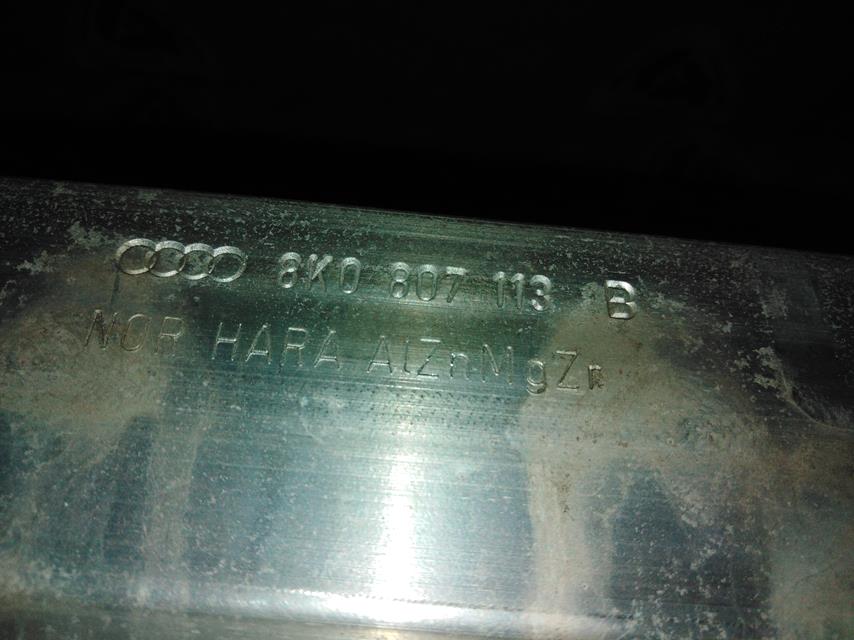 8K0 807 113 B
NOR HARA AlZnMgZr